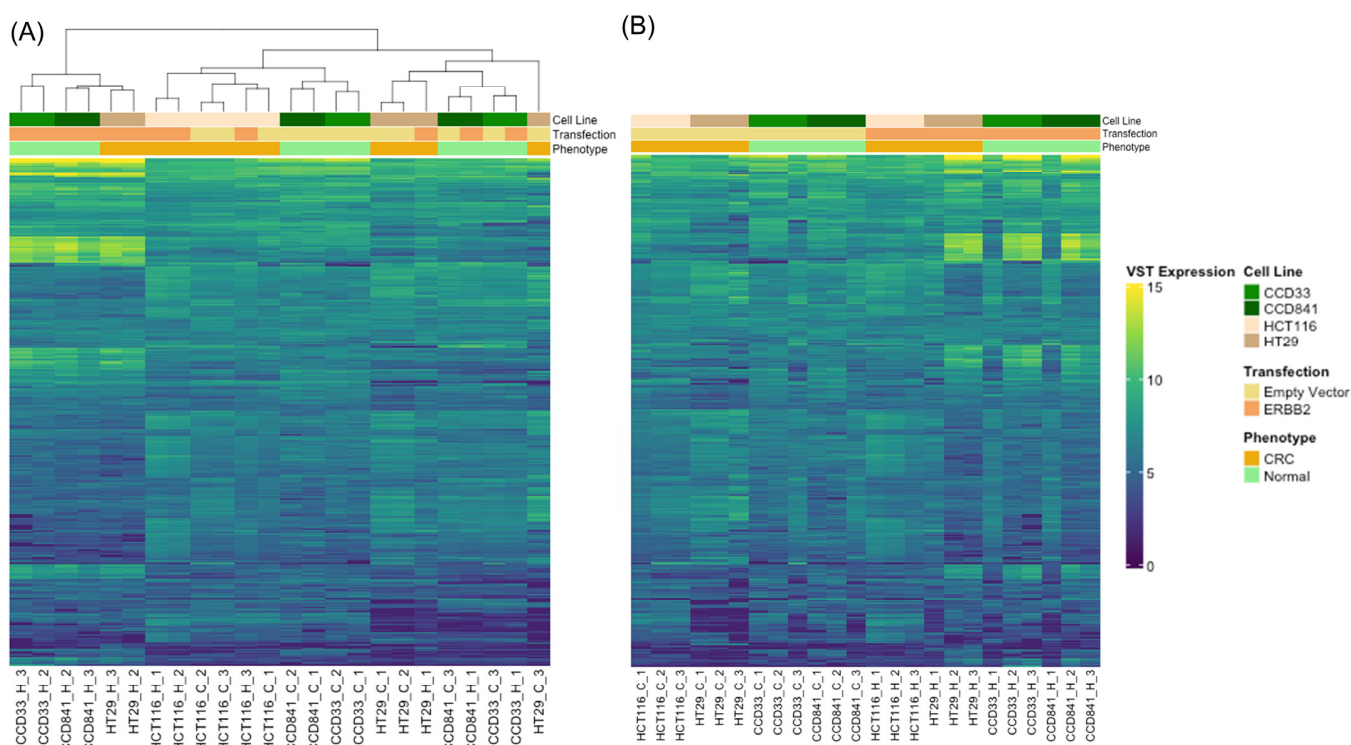 (A)
Cell Line
Transfection
Phenotype
CCD33_H_3
CCD33_H_2
CCD841_H_2
CCD841_H_3
HT29_H_3
HT29_H_2
HCT116_H_1
HCT116_H_2
HCT116_C_2
HCT116_C_3
HCT116_H_3
HCT116_C_1
CCD841_C_2
CCD841_C_1
CCD33_C_2
CCD33_C_1
HT29_C_1
HT29_C_2
HT29_H_1
CCD841_H_1
CCD841_C_3
CCD33_C_3
CCD33_H_1
HT29_C_3
(B)
Cell Line
Transfection
Phenotype
HCT116_C_1
HCT116_C_2
HCT116_C_3
HT29_C_1
HT29_C_2
HT29_C_3
CCD33_C_1
CCD33_C_2
CCD33_C_3
CCD841_C_1
CCD841_C_2
CCD841_C_3
HCT116_H_1
HCT116_H_2
HCT116_H_3
HT29_H_1
HT29_H_2
HT29_H_3
CCD33_H_1
CCD33_H_2
CCD33_H_3
CCD841_H_1
CCD841_H_2
CCD841_H_3
VST Expression
15
10
5
0
Cell Line
CCD33
CCD841
HCT116
HT29
Transfection
Empty Vector
ERBB2
Phenotype
CRC
Normal